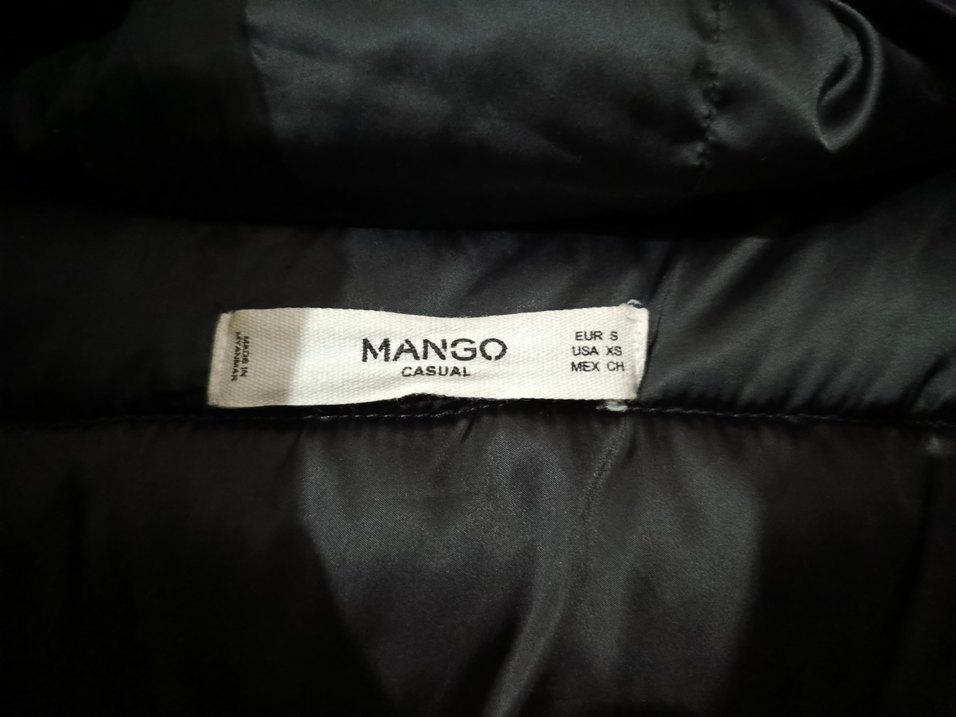 MADE IN
MYANMAR
MANGO
CASUAL
EUR S
USA XS
MEX CH